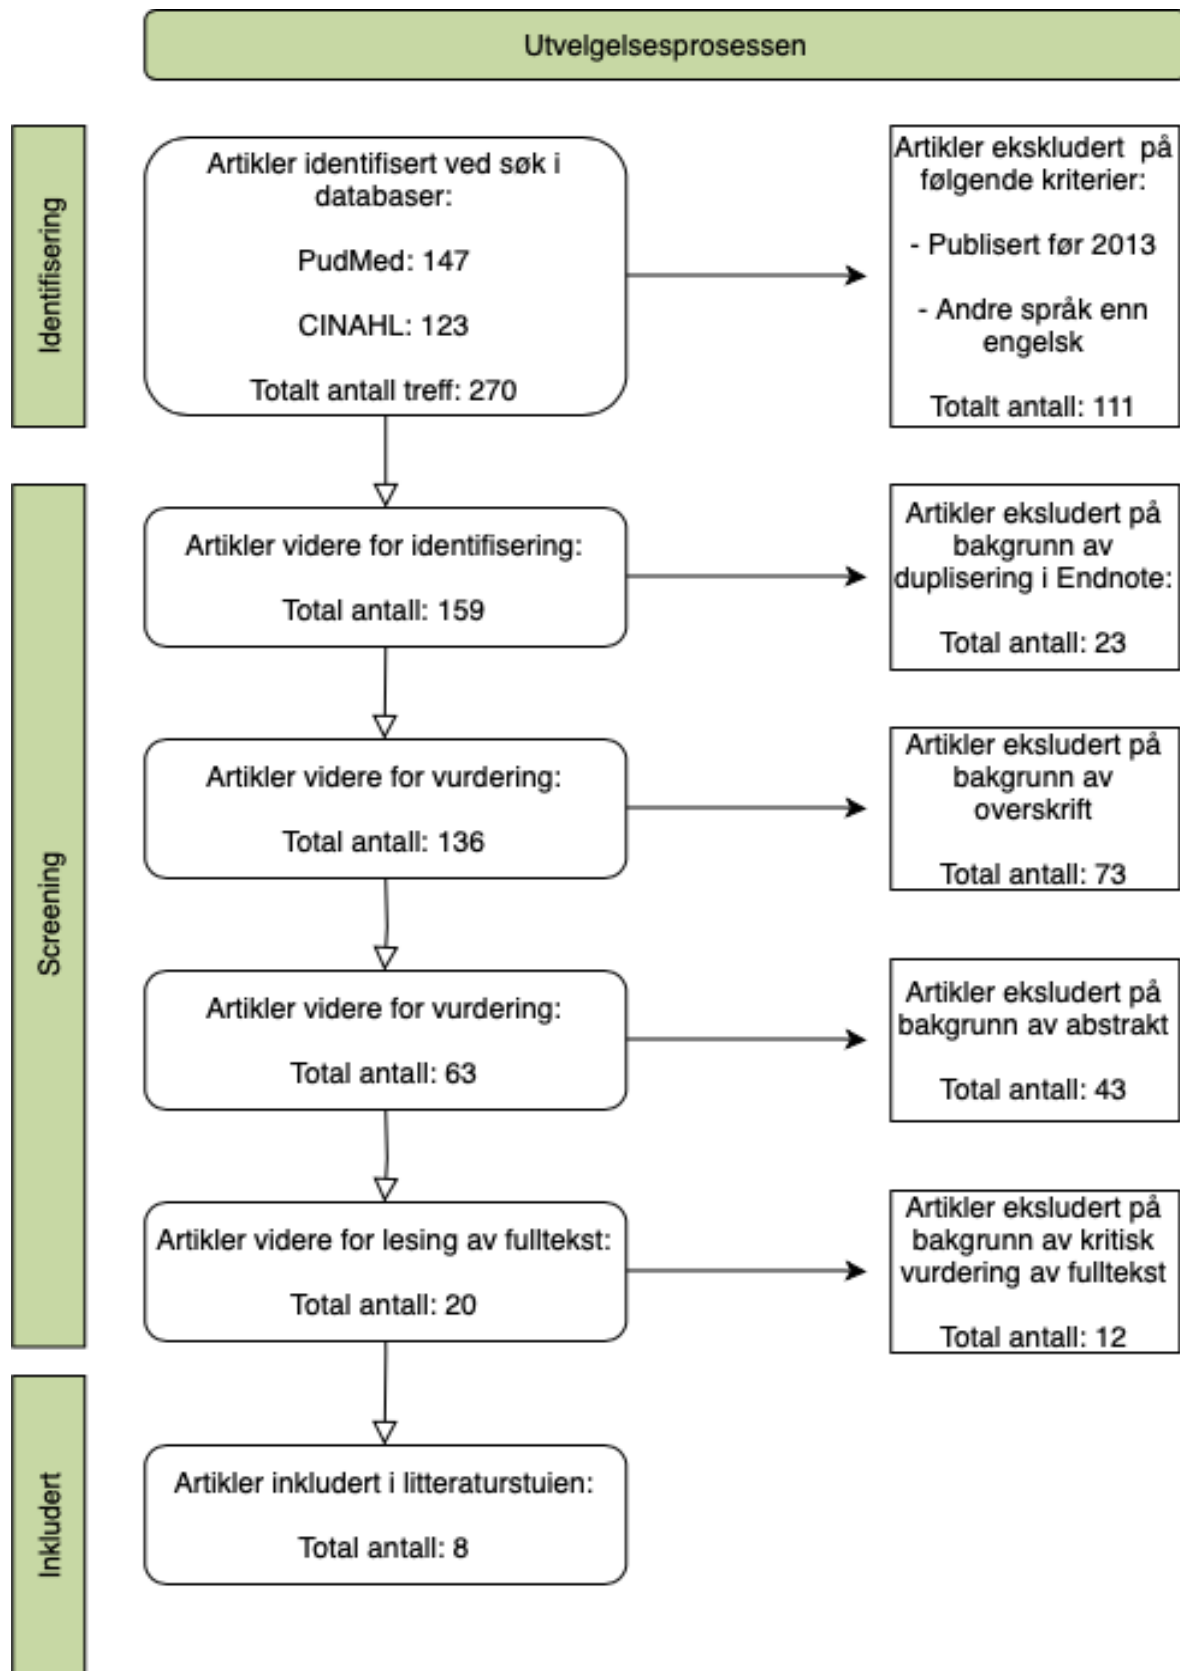 Utvelgelsesprosessen
Identifisering
Artikler identifisert ved søk i
databaser:
PudMed: 147
CINAHL: 123
Totalt antall treff: 270
Artikler ekskludert på
følgende kriterier:
- Publisert før 2013
- Andre språk enn
engelsk
Totalt antall: 111
Screening
Artikler videre for identifisering:
Total antall: 159
Artikler eksludert på
bakgrunn av
duplisering i Endnote:
Total antall: 23
Artikler videre for vurdering:
Total antall: 136
Artikler eksludert på
bakgrunn av
overskrift
Total antall: 73
Artikler videre for vurdering:
Total antall: 63
Artikler eksludert på
bakgrunn av abstrakt
Total antall: 43
Artikler videre for lesing av fulltekst:
Total antall: 20
Artikler eksludert på
bakgrunn av kritisk
vurdering av fulltekst
Total antall: 12
Inkludert
Artikler inkludert i litteraturstuien:
Total antall: 8